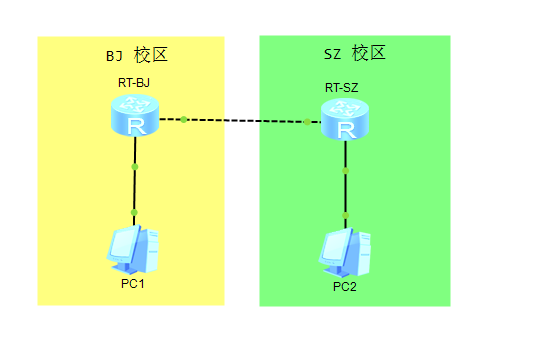 BJ 校区
SZ 校区
RT-BJ
RT-SZ
R
R
PC1
PC2